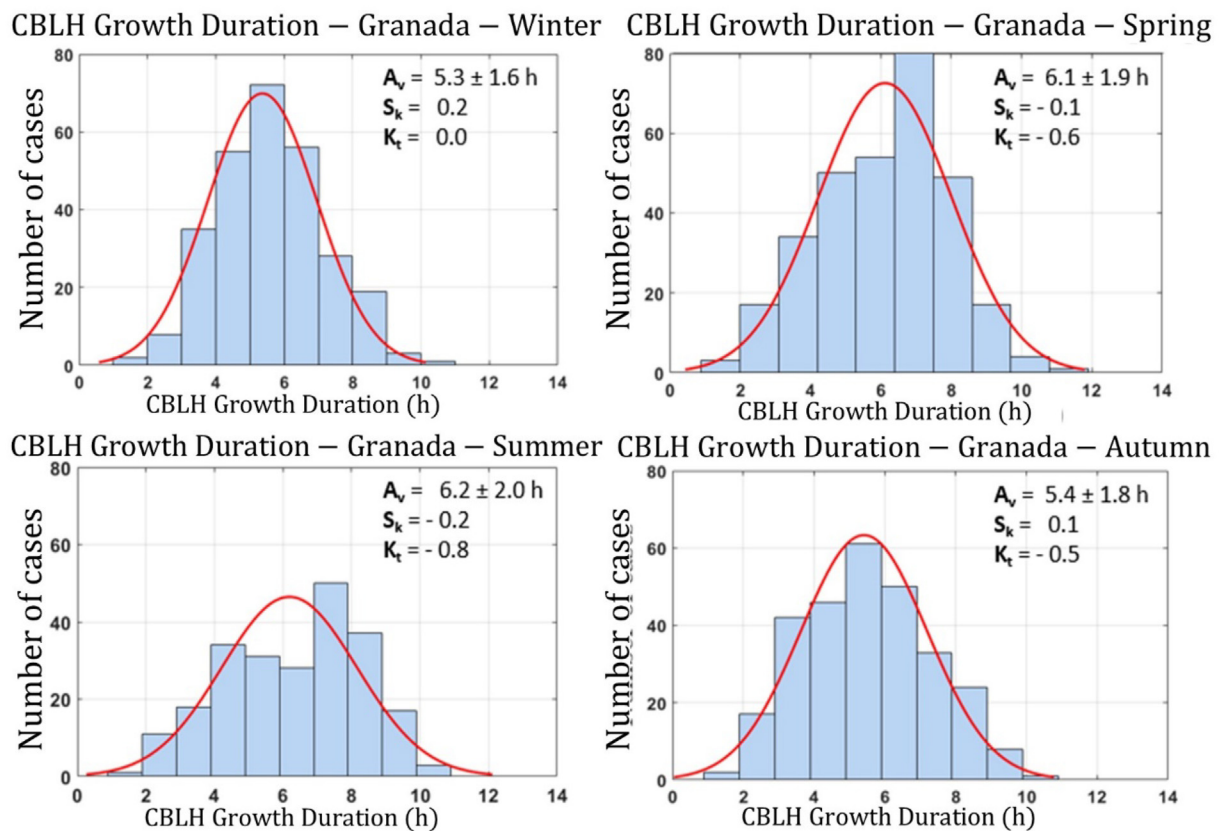 CBLH Growth Duration – Granada – Winter
Number of cases
80
60
40
20
0
Aᵥ = 5.3 ± 1.6 h
Sₖ = 0.2
Kₜ = 0.0
0 2 4 6 8 10 12 14
CBLH Growth Duration (h)
CBLH Growth Duration – Granada – Spring
Number of cases
80
60
40
20
0
Aᵥ = 6.1 ± 1.9 h
Sₖ = - 0.1
Kₜ = - 0.6
0 2 4 6 8 10 12 14
CBLH Growth Duration (h)
CBLH Growth Duration – Granada – Summer
Number of cases
80
60
40
20
0
Aᵥ = 6.2 ± 2.0 h
Sₖ = - 0.2
Kₜ = - 0.8
0 2 4 6 8 10 12 14
CBLH Growth Duration (h)
CBLH Growth Duration – Granada – Autumn
Number of cases
80
60
40
20
0
Aᵥ = 5.4 ± 1.8 h
Sₖ = 0.1
Kₜ = - 0.5
0 2 4 6 8 10 12 14
CBLH Growth Duration (h)